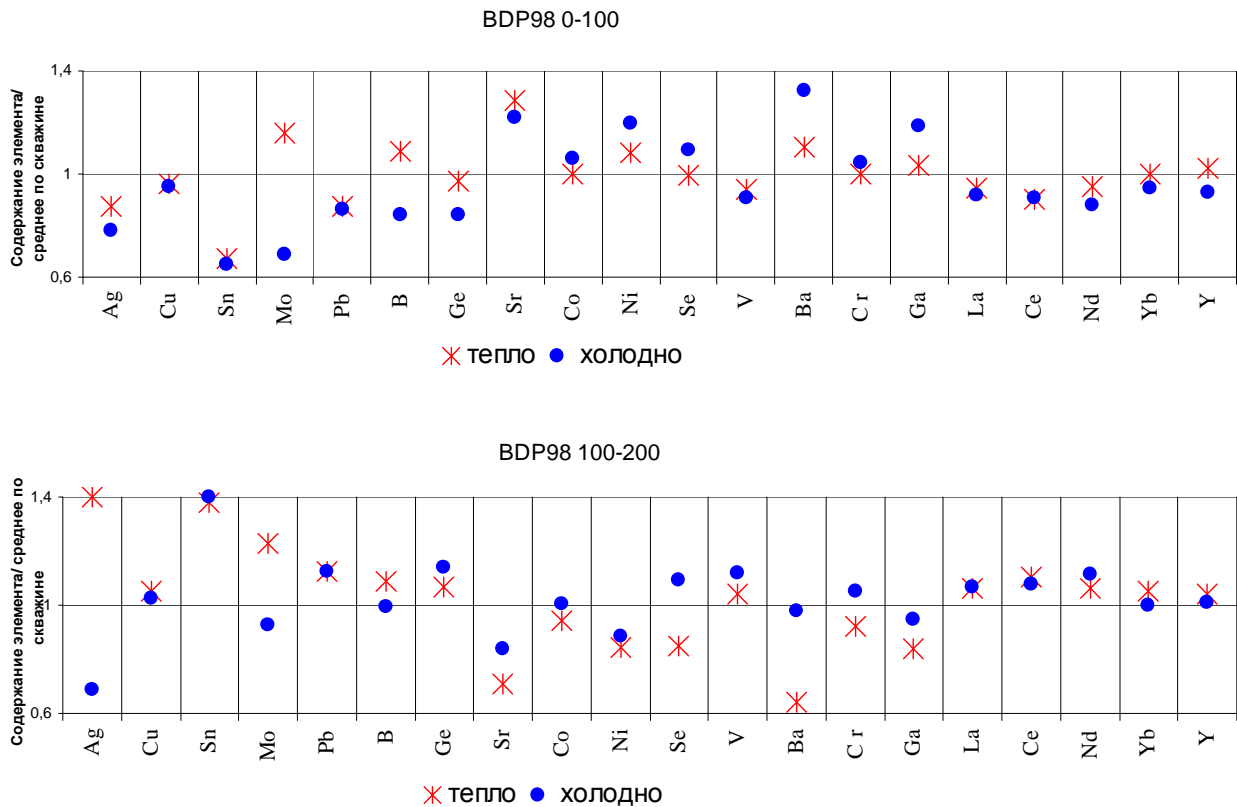 BDP98 0-100
Содержание элемента/
среднее по скважине
1,4
1
0,6
Ag Cu Sn Mo Pb B Ge Sr Co Ni Se V Ba C r Ga La Ce Nd Yb Y
тепло холодно
BDP98 100-200
Содержание элемента/ среднее по
скважине
1,4
1
0,6
Ag Cu Sn Mo Pb B Ge Sr Co Ni Se V Ba C r Ga La Ce Nd Yb Y
тепло холодно